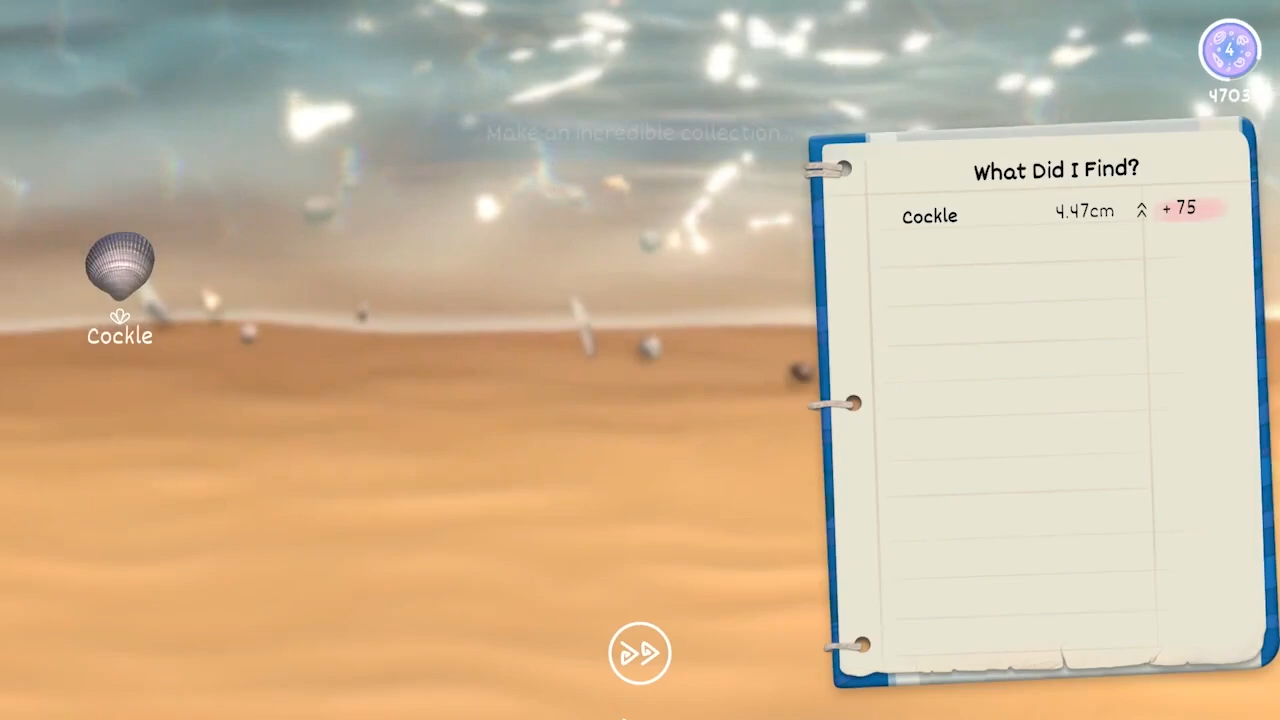 4
4703
Make an incredible collection...
What Did I Find?
Cockle 4.47cm + 75
Cockle